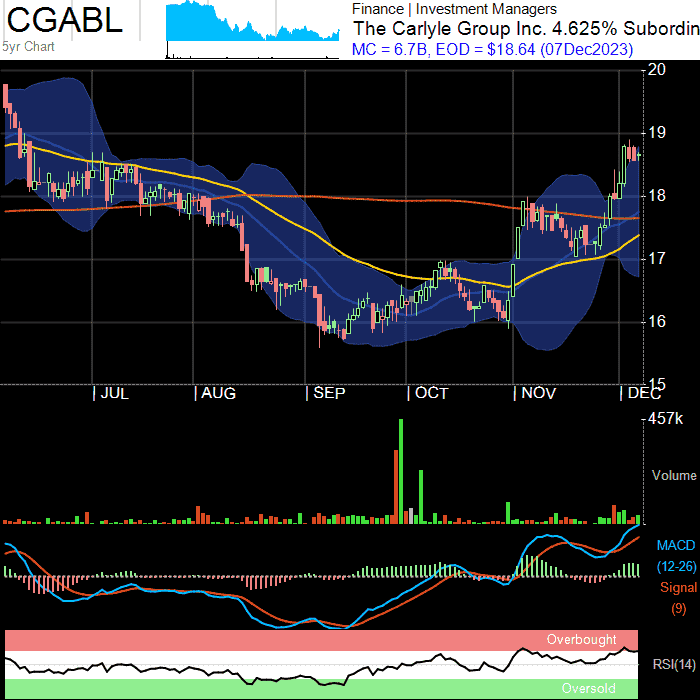 CGABL
5yr Chart
Finance | Investment Managers
The Carlyle Group Inc. 4.625% Subordin
MC = 6.7B, EOD = $18.64 (07Dec2023)
20
19
18
17
16
15
JUL AUG SEP OCT NOV DEC
457k
Volume
MACD
(12-26)
Signal
(9)
Overbought
RSI(14)
Oversold